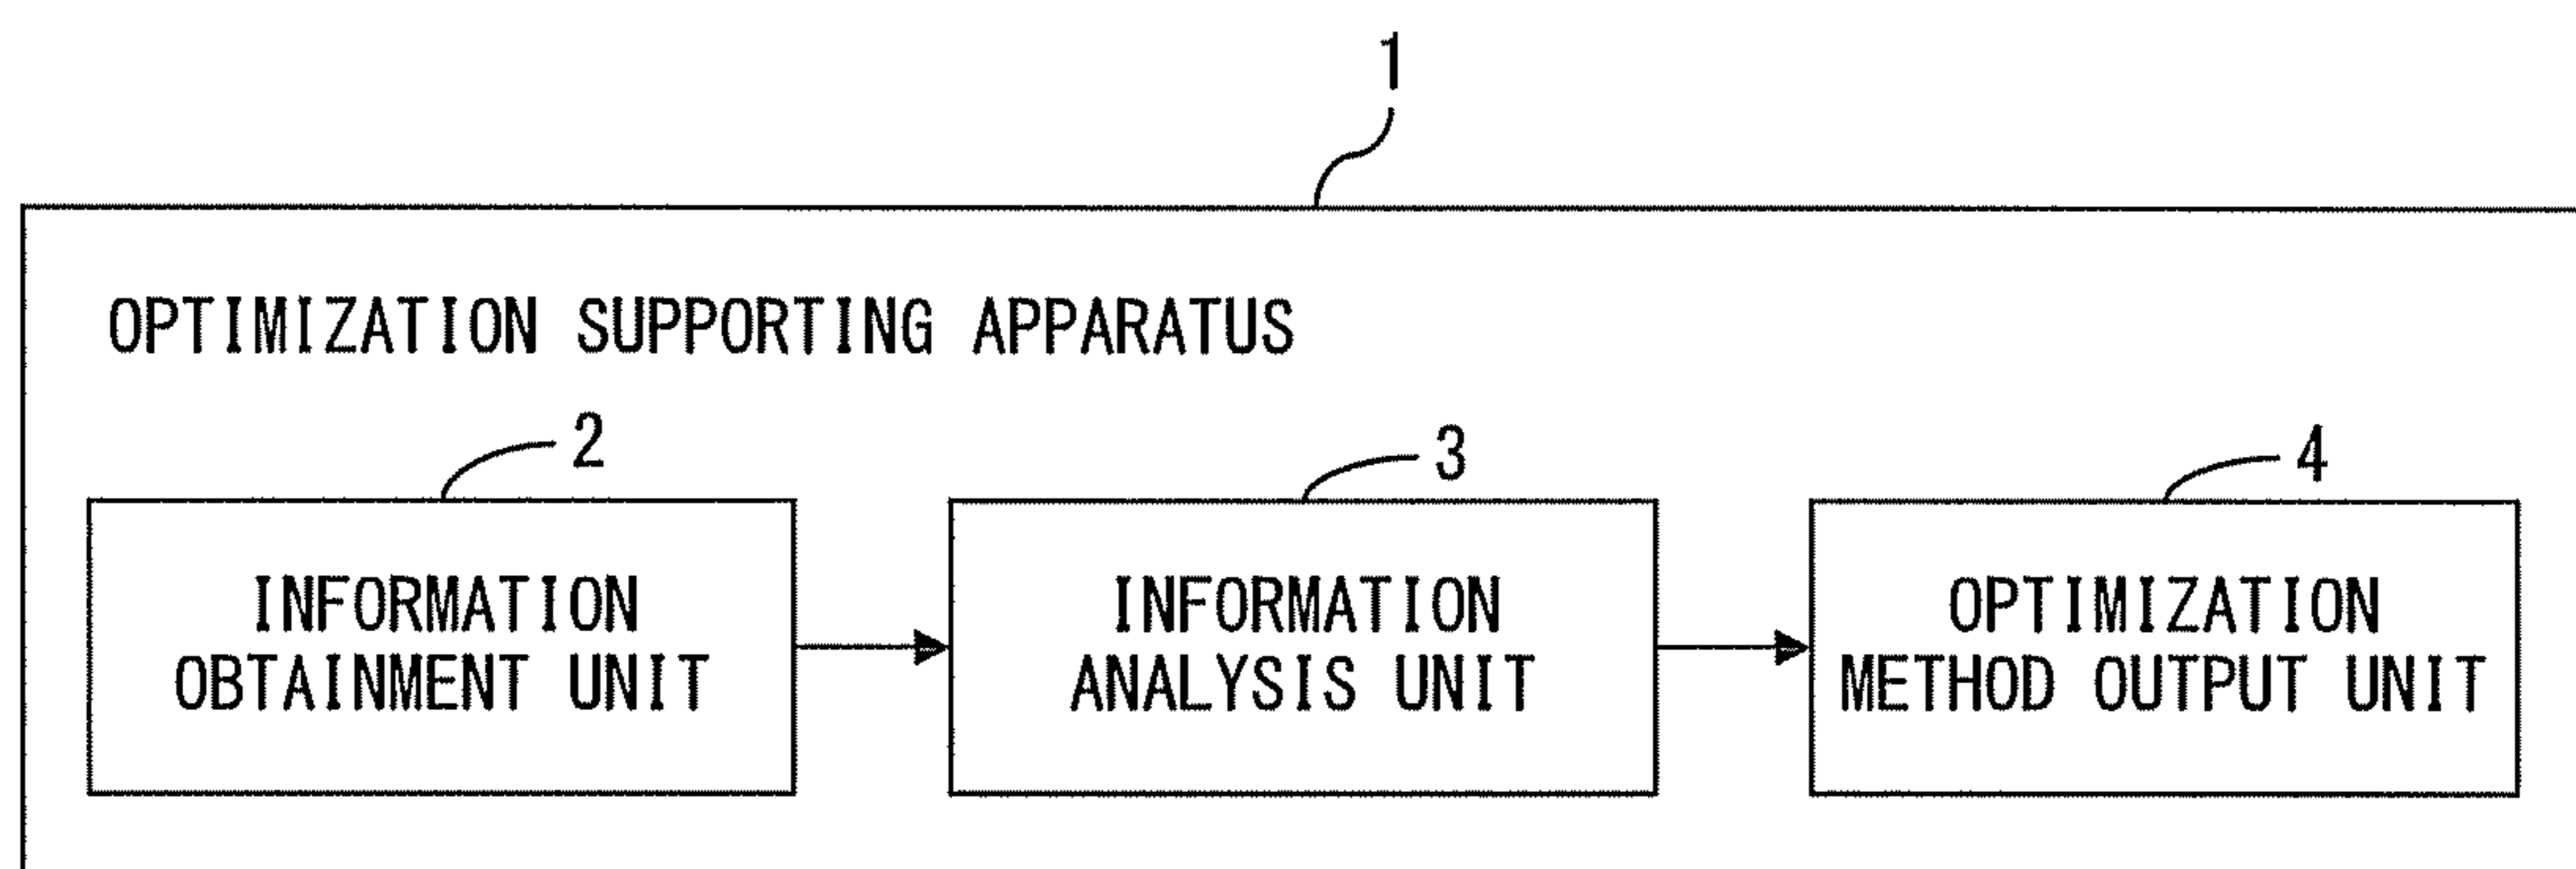 1
OPTIMIZATION SUPPORTING APPARATUS
2
3
4
INFORMATION
OBTAINMENT UNIT
INFORMATION
ANALYSIS UNIT
OPTIMIZATION
METHOD OUTPUT UNIT